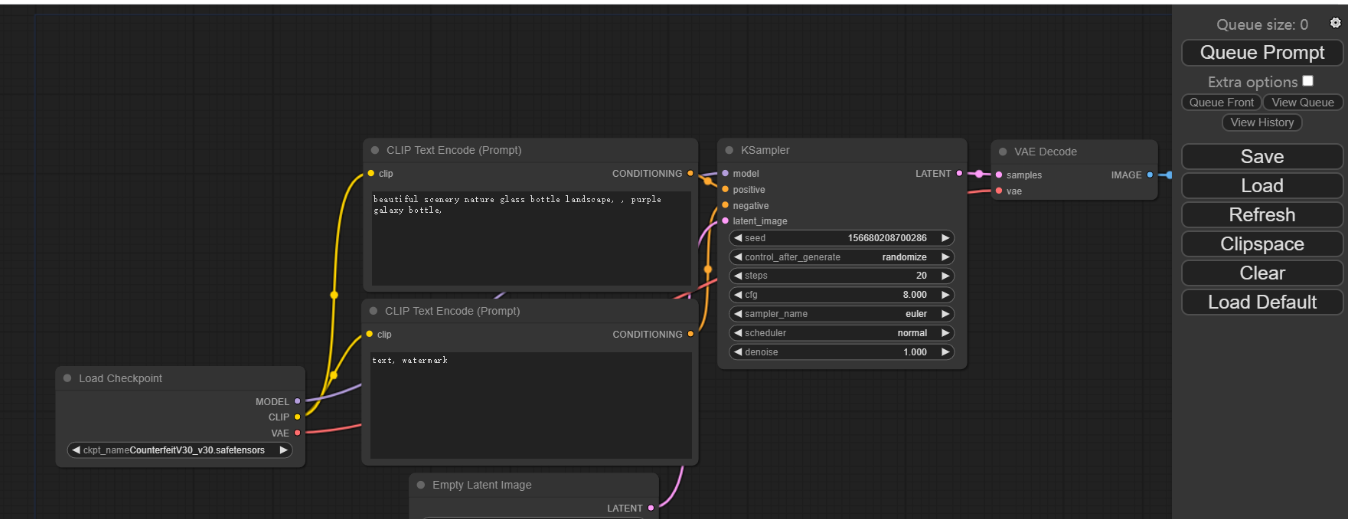 Queue size: 0
Queue Prompt
Extra options
Queue Front View Queue
View History
Save
Load
Refresh
Clipspace
Clear
Load Default
CLIP Text Encode (Prompt)
clip CONDITIONING
beautiful scenery nature glass bottle landscape, , purple
galaxy bottle,
CLIP Text Encode (Prompt)
clip CONDITIONING
text, watermark
Load Checkpoint
MODEL
CLIP
VAE
ckpt_name CounterfeitV30_v30.safetensors
Empty Latent Image
LATENT
KSampler
model LATENT
positive
negative
latent_image
seed 156680208700286
control_after_generate randomize
steps 20
cfg 8.000
sampler_name euler
scheduler normal
denoise 1.000
VAE Decode
samples IMAGE
vae